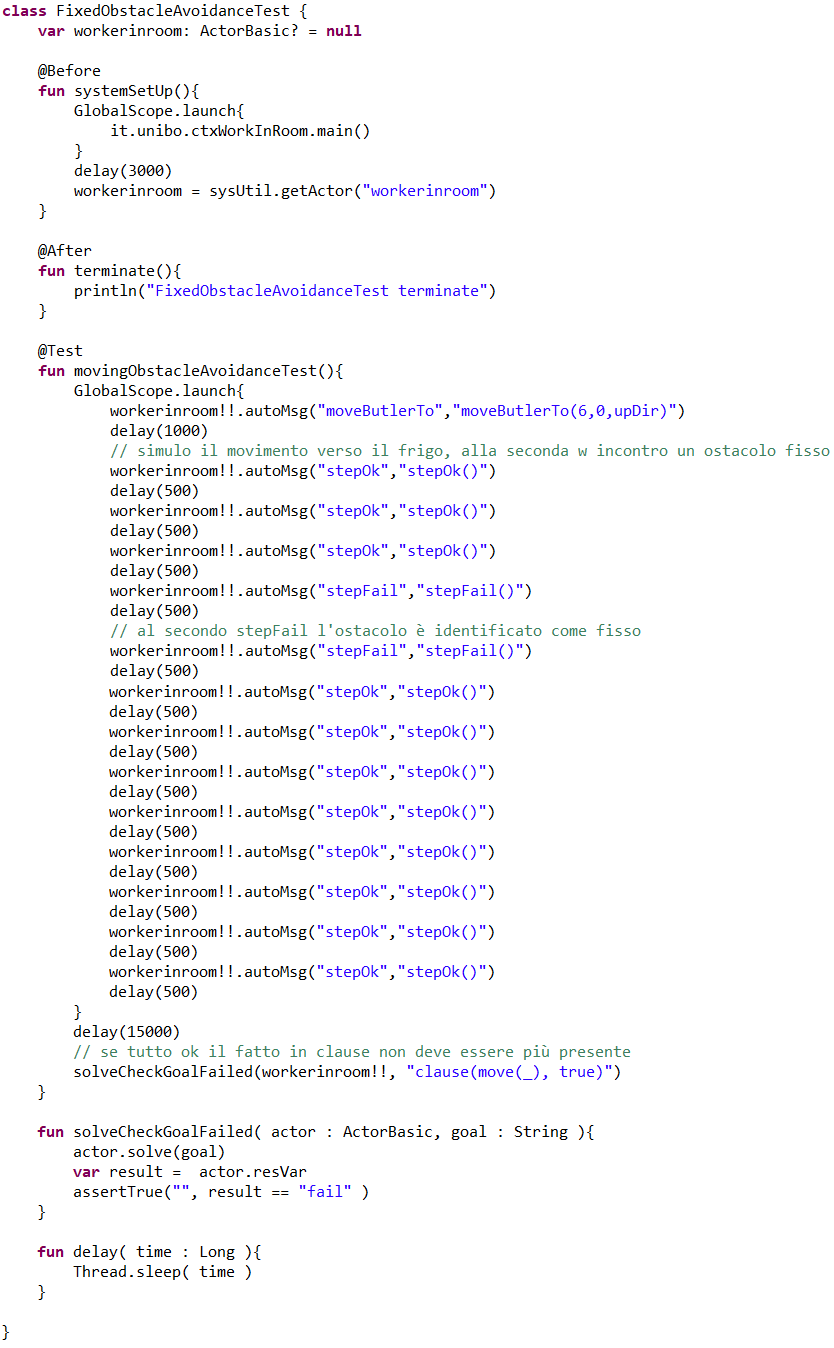 class FixedObstacleAvoidanceTest {
    var workerinroom: ActorBasic? = null

    @Before
    fun systemSetUp(){
        GlobalScope.launch{
            it.unibo.ctxWorkInRoom.main()
        }
        delay(3000)
        workerinroom = sysUtil.getActor("workerinroom")
    }

    @After
    fun terminate(){
        println("FixedObstacleAvoidanceTest terminate")
    }

    @Test
    fun movingObstacleAvoidanceTest(){
        GlobalScope.launch{
            workerinroom!!.autoMsg("moveButlerTo","moveButlerTo(6,0,upDir)")
            delay(1000)
            // simulo il movimento verso il frigo, alla seconda w incontro un ostacolo fisso
            workerinroom!!.autoMsg("stepOk","stepOk()")
            delay(500)
            workerinroom!!.autoMsg("stepOk","stepOk()")
            delay(500)
            workerinroom!!.autoMsg("stepOk","stepOk()")
            delay(500)
            workerinroom!!.autoMsg("stepFail","stepFail()")
            delay(500)
            // al secondo stepFail l'ostacolo è identificato come fisso
            workerinroom!!.autoMsg("stepFail","stepFail()")
            delay(500)
            workerinroom!!.autoMsg("stepOk","stepOk()")
            delay(500)
            workerinroom!!.autoMsg("stepOk","stepOk()")
            delay(500)
            workerinroom!!.autoMsg("stepOk","stepOk()")
            delay(500)
            workerinroom!!.autoMsg("stepOk","stepOk()")
            delay(500)
            workerinroom!!.autoMsg("stepOk","stepOk()")
            delay(500)
            workerinroom!!.autoMsg("stepOk","stepOk()")
            delay(500)
            workerinroom!!.autoMsg("stepOk","stepOk()")
            delay(500)
            workerinroom!!.autoMsg("stepOk","stepOk()")
            delay(500)
        }
        delay(15000)
        // se tutto ok il fatto in clause non deve essere più presente
        solveCheckGoalFailed(workerinroom!!, "clause(move(_), true)")
    }

    fun solveCheckGoalFailed( actor : ActorBasic, goal : String ){
        actor.solve(goal)
        var result =  actor.resVar
        assertTrue("", result == "fail" )
    }

    fun delay( time : Long ){
        Thread.sleep( time )
    }

}